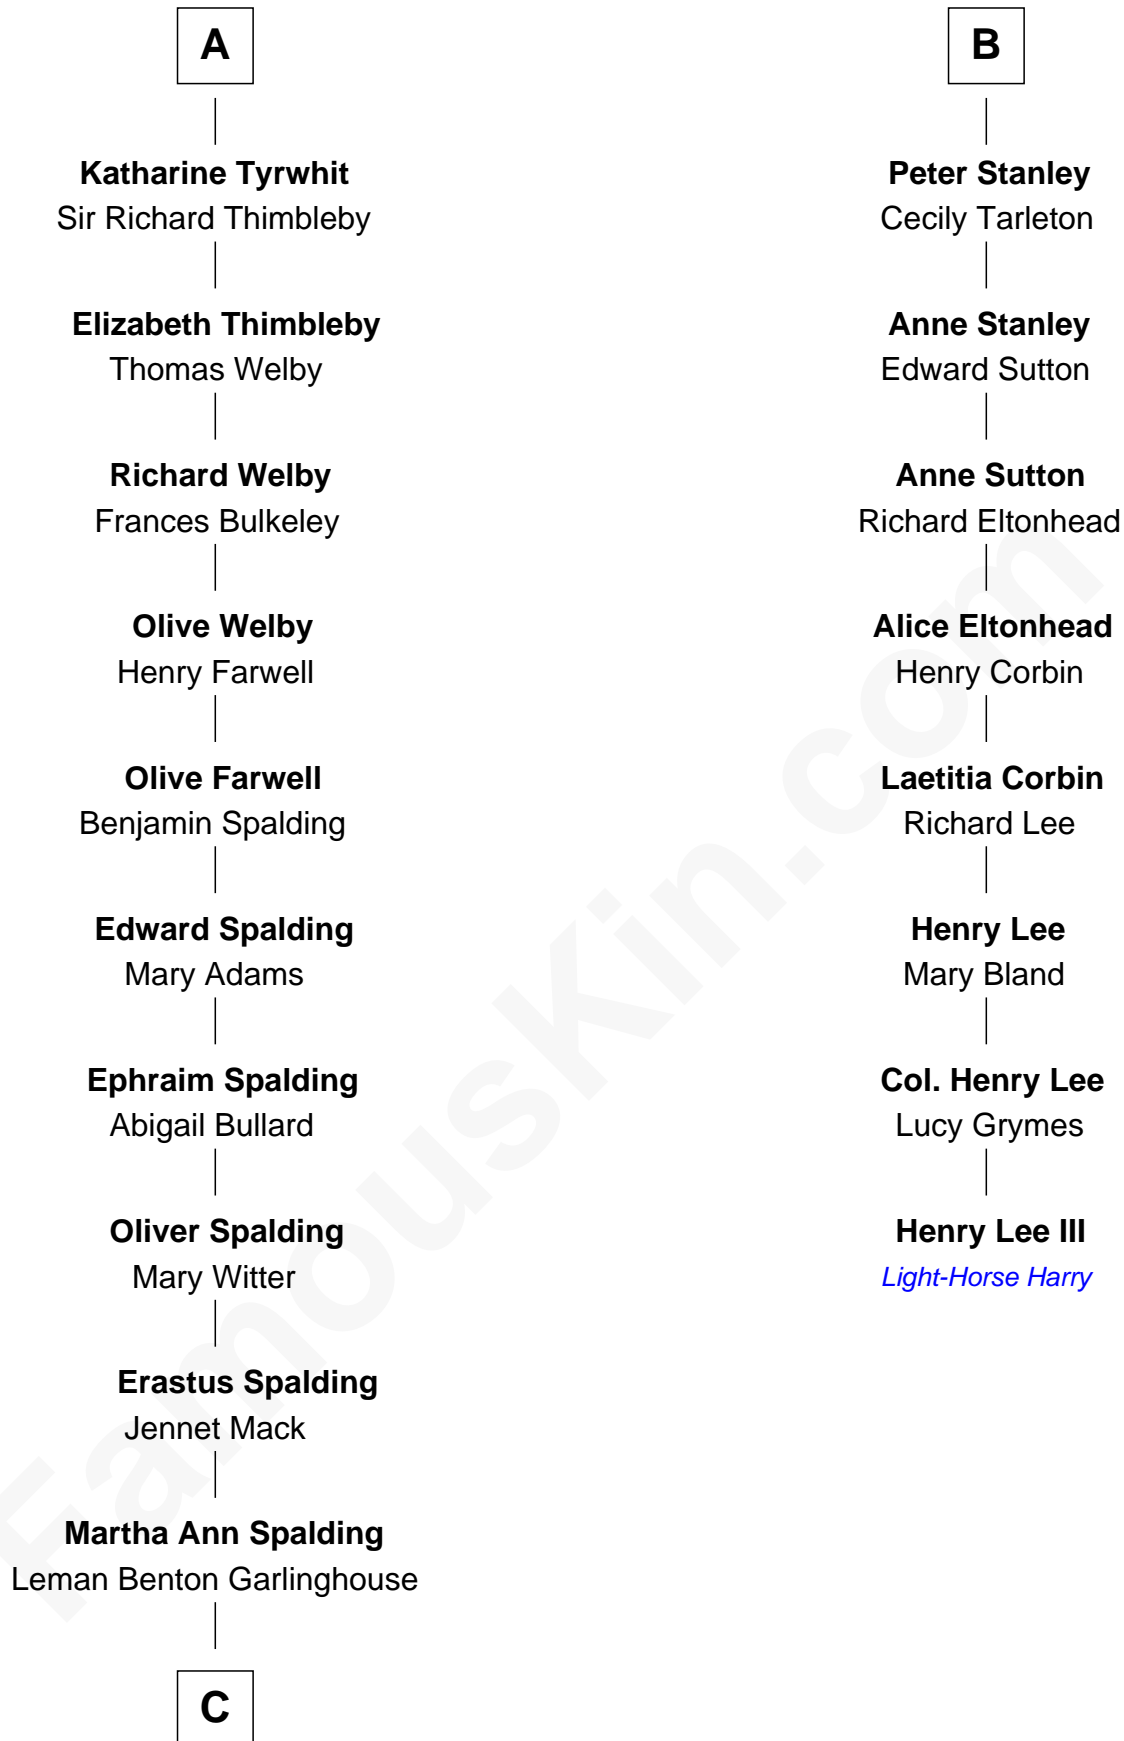 A
Katharine Tyrwhit
Sir Richard Thimbleby
Elizabeth Thimbleby
Thomas Welby
Richard Welby
Frances Bulkeley
Olive Welby
Henry Farwell
Olive Farwell
Benjamin Spalding
Edward Spalding
Mary Adams
Ephraim Spalding
Abigail Bullard
Oliver Spalding
Mary Witter
Erastus Spalding
Jennet Mack
Martha Ann Spalding
Leman Benton Garlinghouse
C
B
Peter Stanley
Cecily Tarleton
Anne Stanley
Edward Sutton
Anne Sutton
Richard Eltonhead
Alice Eltonhead
Henry Corbin
Laetitia Corbin
Richard Lee
Henry Lee
Mary Bland
Col. Henry Lee
Lucy Grymes
Henry Lee III
Light-Horse Harry
FamousKin.com